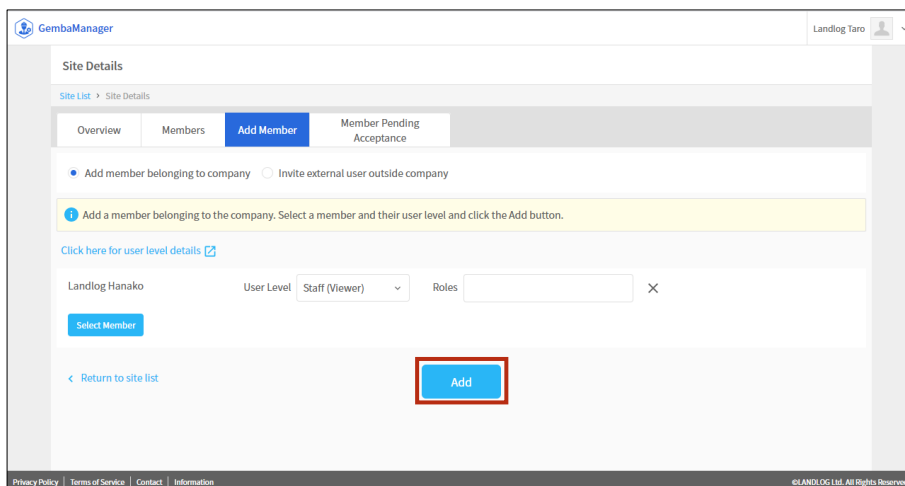 GembaManager
Landlog Taro
Site Details
Site List > Site Details
Overview
Members
Add Member
Member Pending
Acceptance
Add member belonging to company
Invite external user outside company
Add a member belonging to the company. Select a member and their user level and click the Add button.
Click here for user level details
Landlog Hanako
User Level
Staff (Viewer)
Roles
Select Member
< Return to site list
Add
Privacy Policy | Terms of Service | Contact | Information
©LANDLOG Ltd. All Rights Reserved